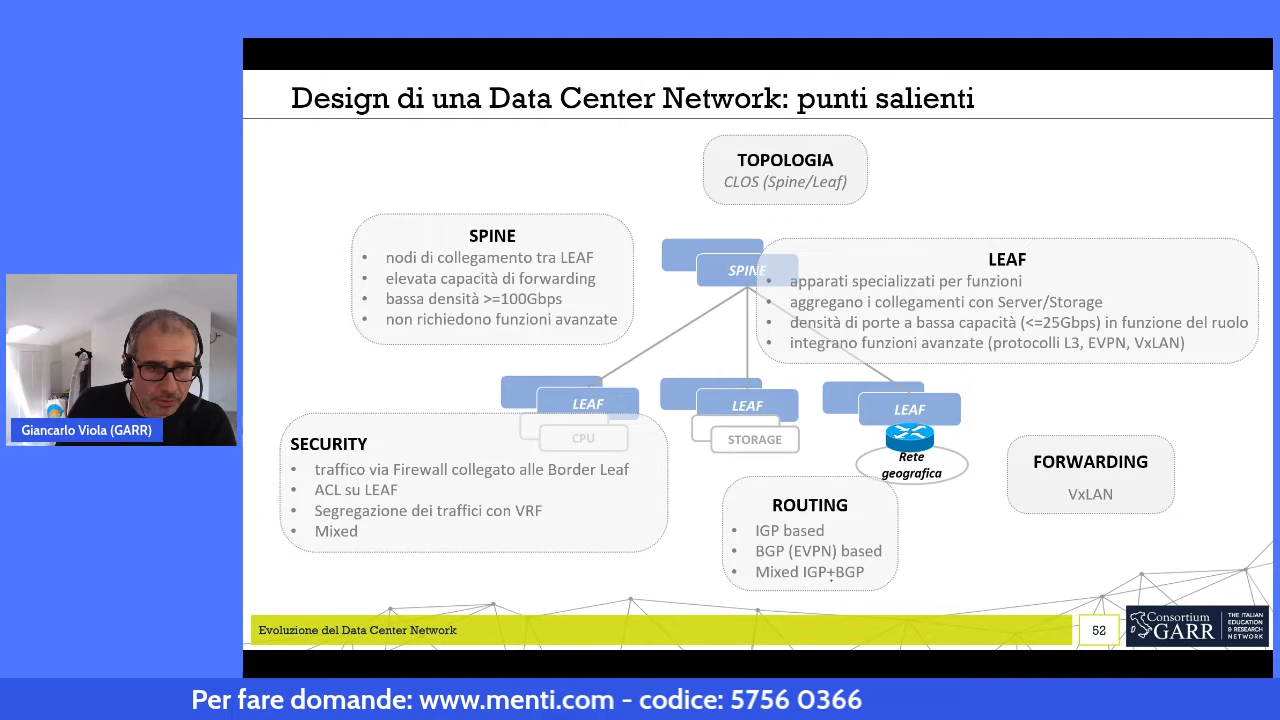 Design di una Data Center Network: punti salienti
TOPOLOGIA
CLOS (Spine/Leaf)
SPINE
• nodi di collegamento tra LEAF
• elevata capacità di forwarding
• bassa densità >=100Gbps
• non richiedono funzioni avanzate
SPINE
LEAF
• apparati specializzati per funzioni
• aggregano i collegamenti con Server/Storage
• densità di porte a bassa capacità (<=25Gbps) in funzione del ruolo
• integrano funzioni avanzate (protocolli L3, EVPN, VxLAN)
LEAF
CPU
LEAF
STORAGE
LEAF
Rete
geografica
SECURITY
• traffico via Firewall collegato alle Border Leaf
• ACL su LEAF
• Segregazione dei traffici con VRF
• Mixed
ROUTING
• IGP based
• BGP (EVPN) based
• Mixed IGP+BGP
FORWARDING
VxLAN
Giancarlo Viola (GARR)
Evoluzione del Data Center Network
52
Consortium
GARR
THE ITALIAN
EDUCATION
& RESEARCH
NETWORK
Per fare domande: www.menti.com - codice: 5756 0366